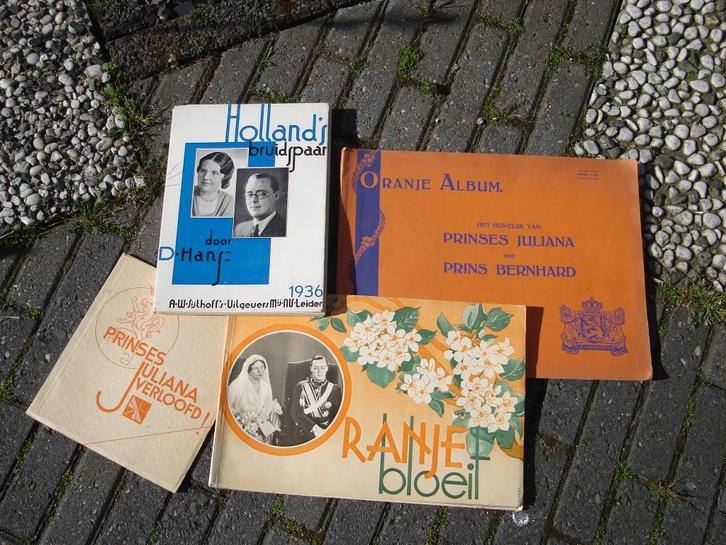 Holland's
bruidspaar
door
D. Hans
1936
A.W. Sijthoff's Uitgevers Mij. N.V. Leiden
ORANJE ALBUM.
HET HUWELIJK VAN
PRINSES JULIANA
met
PRINS BERNHARD
PRINSES
JULIANA
VERLOOFD!
ORANJE
bloeit